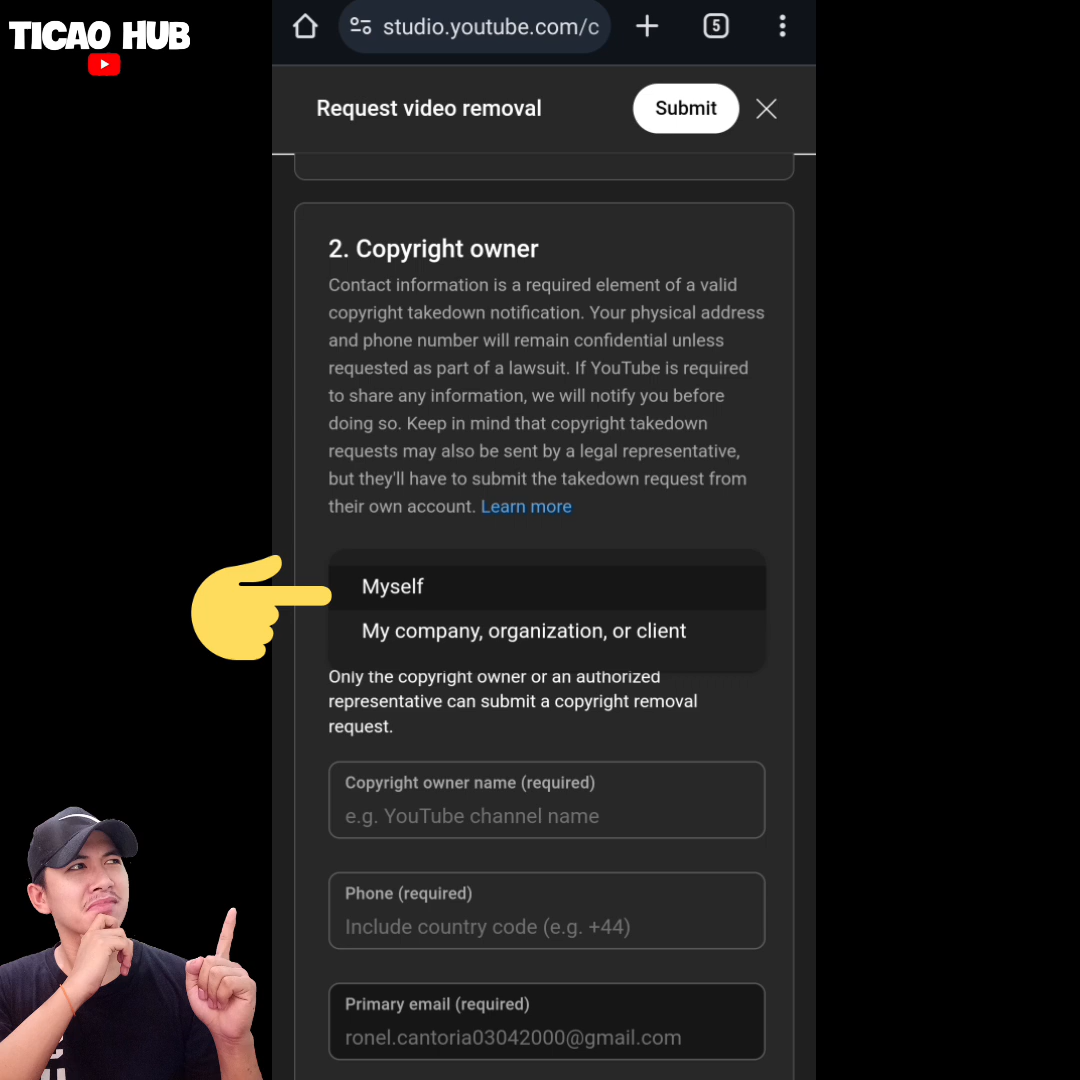 TICAO HUB
studio.youtube.com/c
5
Request video removal
Submit
2. Copyright owner
Contact information is a required element of a valid
copyright takedown notification. Your physical address
and phone number will remain confidential unless
requested as part of a lawsuit. If YouTube is required
to share any information, we will notify you before
doing so. Keep in mind that copyright takedown
requests may also be sent by a legal representative,
but they'll have to submit the takedown request from
their own account. Learn more
Myself
My company, organization, or client
Only the copyright owner or an authorized
representative can submit a copyright removal
request.
Copyright owner name (required)
e.g. YouTube channel name
Phone (required)
Include country code (e.g. +44)
Primary email (required)
ronel.cantoria03042000@gmail.com